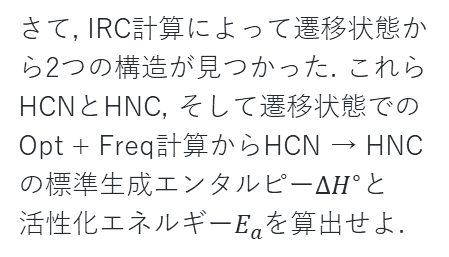 さて, IRC計算によって遷移状態か
ら2つの構造が見つかった. これら
HCNとHNC, そして遷移状態での
Opt + Freq計算からHCN → HNC
の標準生成エンタルピーΔH°と
活性化エネルギーEₐを算出せよ.